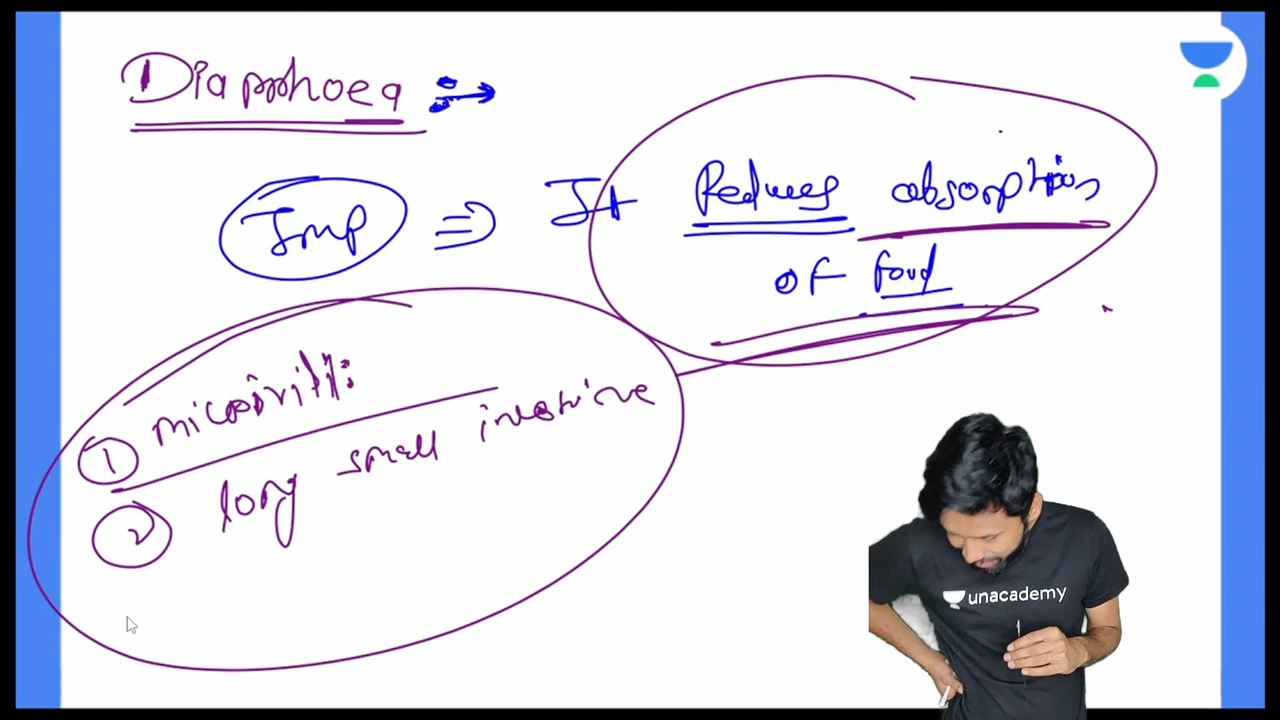 Diarrhoea :→
Imp ⇒ It Reduces absorption
of food
① microvilli:
② long small intestine
unacademy